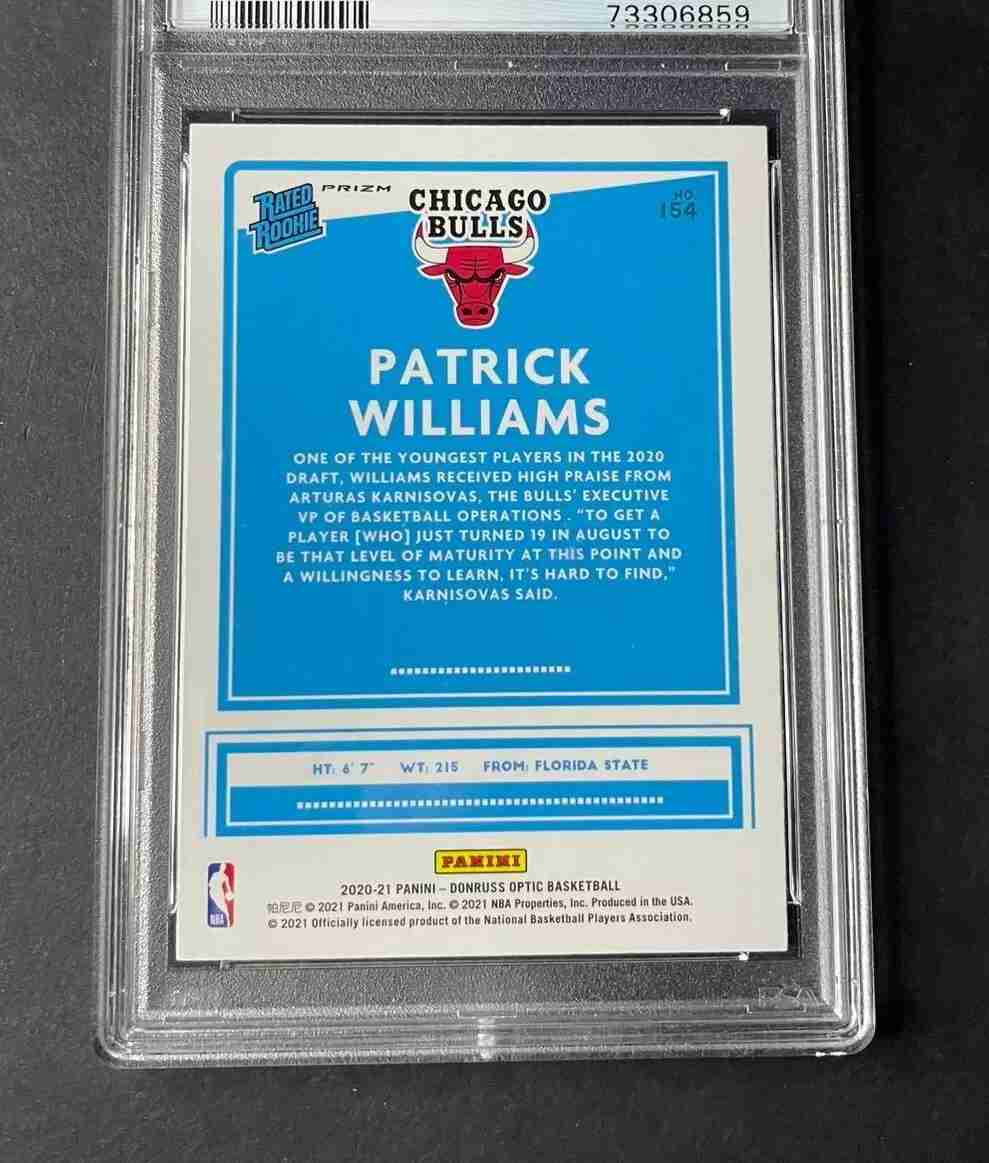 73306859
RATED
ROOKIE
PRIZM
CHICAGO
BULLS
NO
154
PATRICK
WILLIAMS
ONE OF THE YOUNGEST PLAYERS IN THE 2020
DRAFT, WILLIAMS RECEIVED HIGH PRAISE FROM
ARTURAS KARNISOVAS, THE BULLS' EXECUTIVE
VP OF BASKETBALL OPERATIONS . "TO GET A
PLAYER [WHO] JUST TURNED 19 IN AUGUST TO
BE THAT LEVEL OF MATURITY AT THIS POINT AND
A WILLINGNESS TO LEARN, IT'S HARD TO FIND,"
KARNISOVAS SAID.
HT: 6' 7" WT: 215 FROM: FLORIDA STATE
PANINI
NBA
2020-21 PANINI – DONRUSS OPTIC BASKETBALL
帕尼尼 © 2021 Panini America, Inc. © 2021 NBA Properties, Inc. Produced in the USA.
© 2021 Officially licensed product of the National Basketball Players Association.
PSA